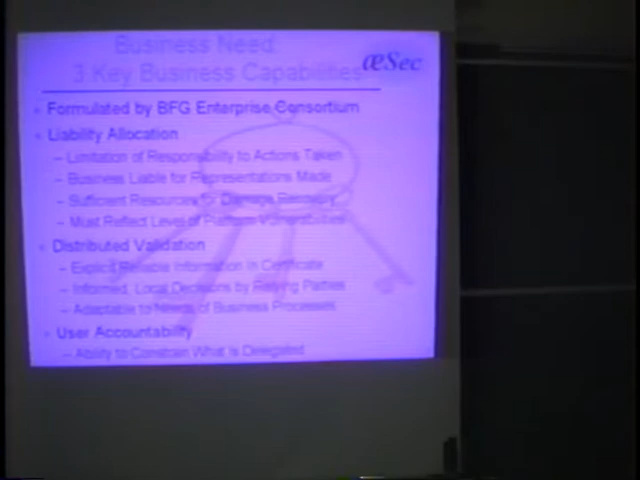 Business Need:
3 Key Business Capabilities
æSec
Formulated by BFG Enterprise Consortium
Liability Allocation
– Limitation of Responsibility to Actions Taken
– Business Liable for Representations Made
– Sufficient Resources for Damage Recovery
– Must Reflect Level of Platform Vulnerabilities
Distributed Validation
– Explicit Reliable Information In Certificate
– Informed, Local Decisions by Relying Parties
– Adaptable to Needs of Business Processes
User Accountability
– Ability to Constrain What Is Delegated